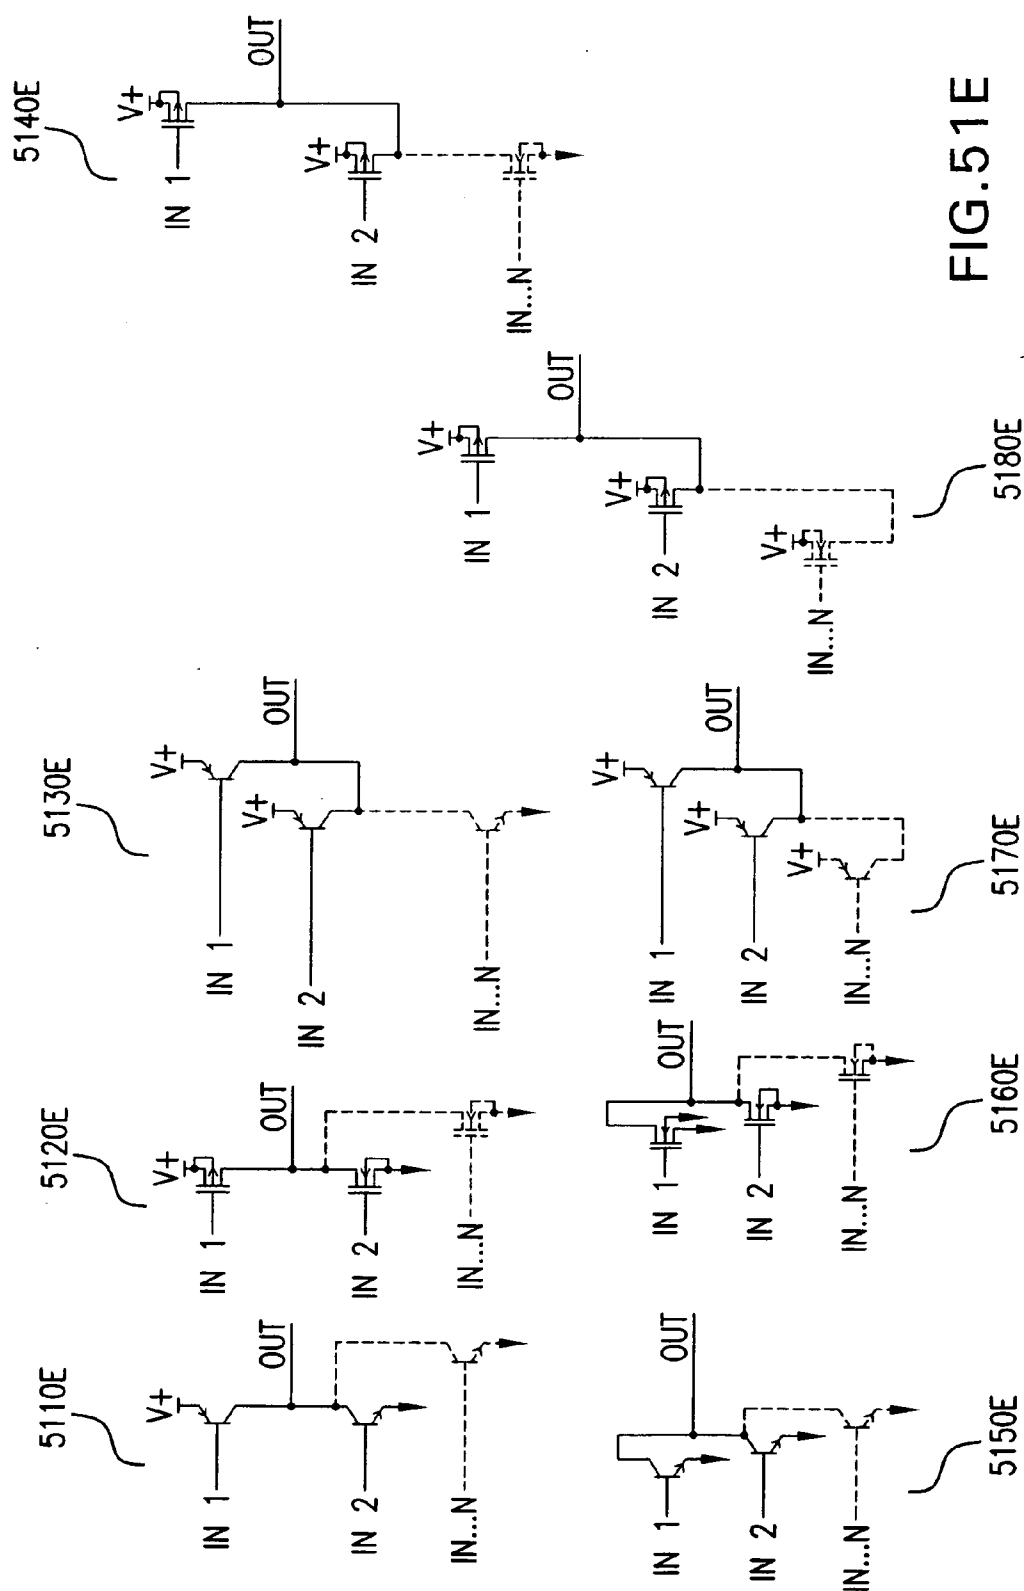 5110E
V+
IN 1
OUT
IN 2
IN...N
5120E
V+
IN 1
OUT
IN 2
IN...N
5130E
V+
IN 1
OUT
V+
IN 2
IN...N
5140E
V+
IN 1
OUT
V+
IN 2
IN...N
5150E
OUT
IN 1
IN 2
IN...N
5160E
OUT
IN 1
IN 2
IN...N
5170E
V+
IN 1
OUT
V+
IN 2
V+
IN...N
5180E
V+
IN 1
OUT
V+
IN 2
V+
IN...N
FIG.51E